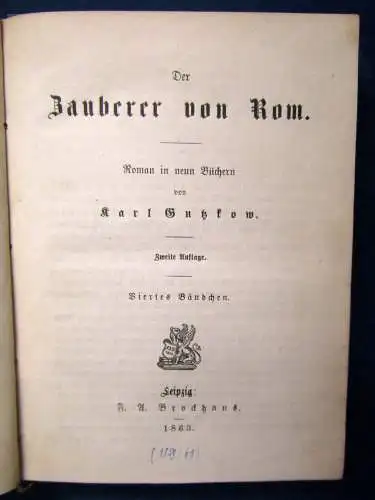 Der
Zauberer von Rom.
Roman in neun Büchern
von
Karl Gutzkow.
Zweite Auflage.
Viertes Bändchen.
Leipzig:
F. A. Brockhaus.
1863.